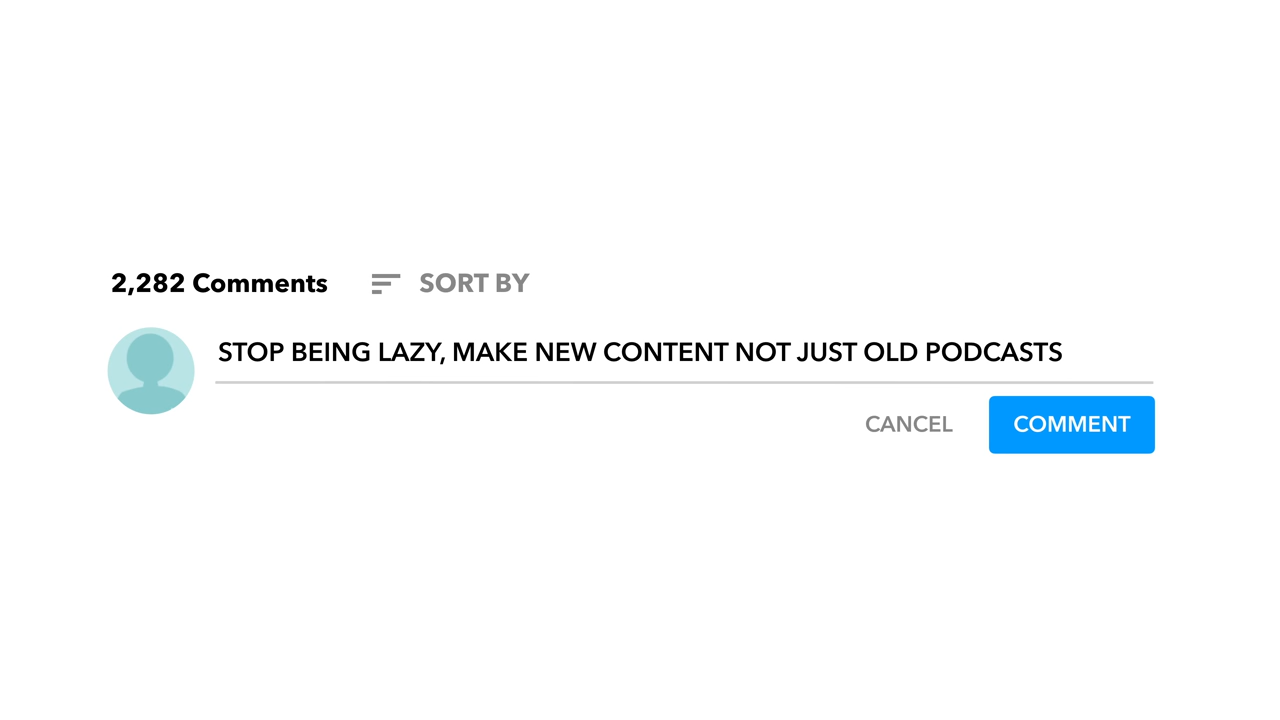 2,282 Comments SORT BY
STOP BEING LAZY, MAKE NEW CONTENT NOT JUST OLD PODCASTS
CANCEL COMMENT